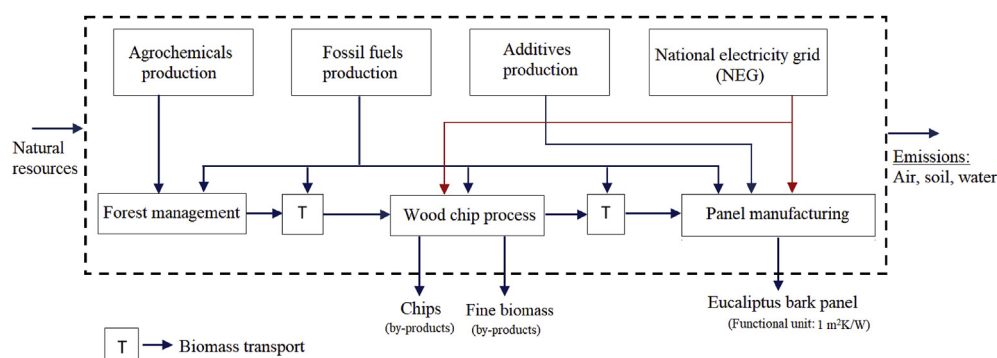 Agrochemicals
production
Fossil fuels
production
Additives
production
National electricity grid
(NEG)
Natural
resources
Emissions:
Air, soil, water
Forest management
T
Wood chip process
T
Panel manufacturing
Chips
(by-products)
Fine biomass
(by-products)
Eucaliptus bark panel
(Functional unit: 1 m²K/W)
T
Biomass transport